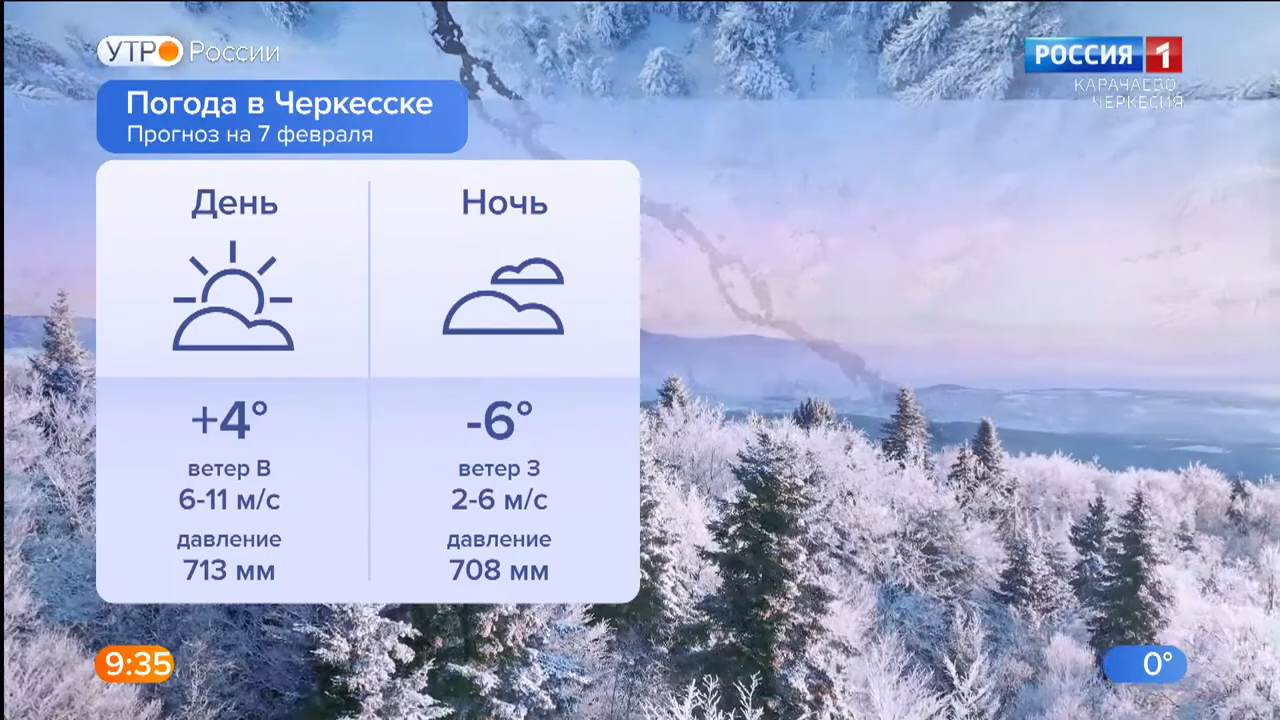 УТРО России
РОССИЯ 1
КАРАЧАЕВО
ЧЕРКЕСИЯ
Погода в Черкесске
Прогноз на 7 февраля
День
Ночь
+4°
-6°
ветер В
ветер З
6-11 м/с
2-6 м/с
давление
давление
713 мм
708 мм
9:35
0°